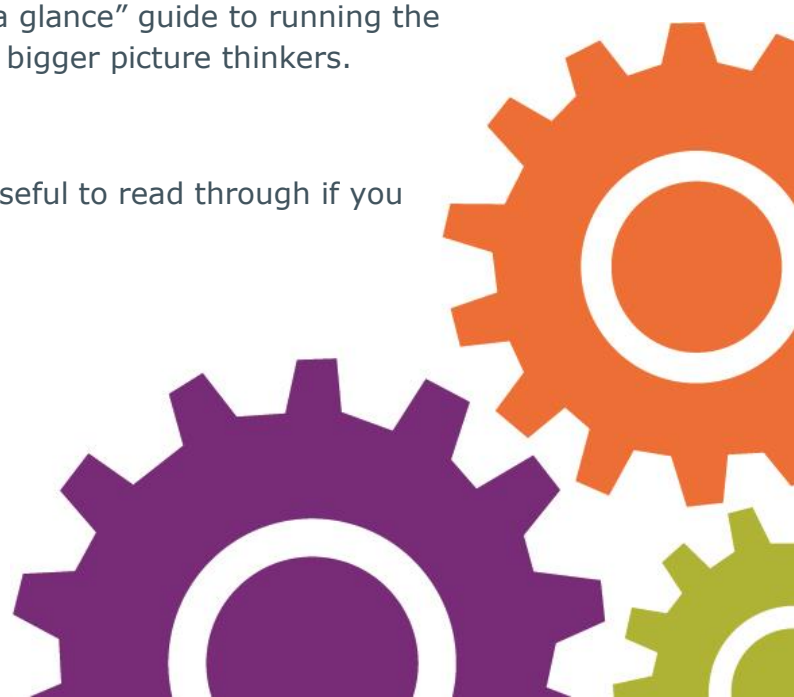 a glance” guide to running the
bigger picture thinkers.
seful to read through if you